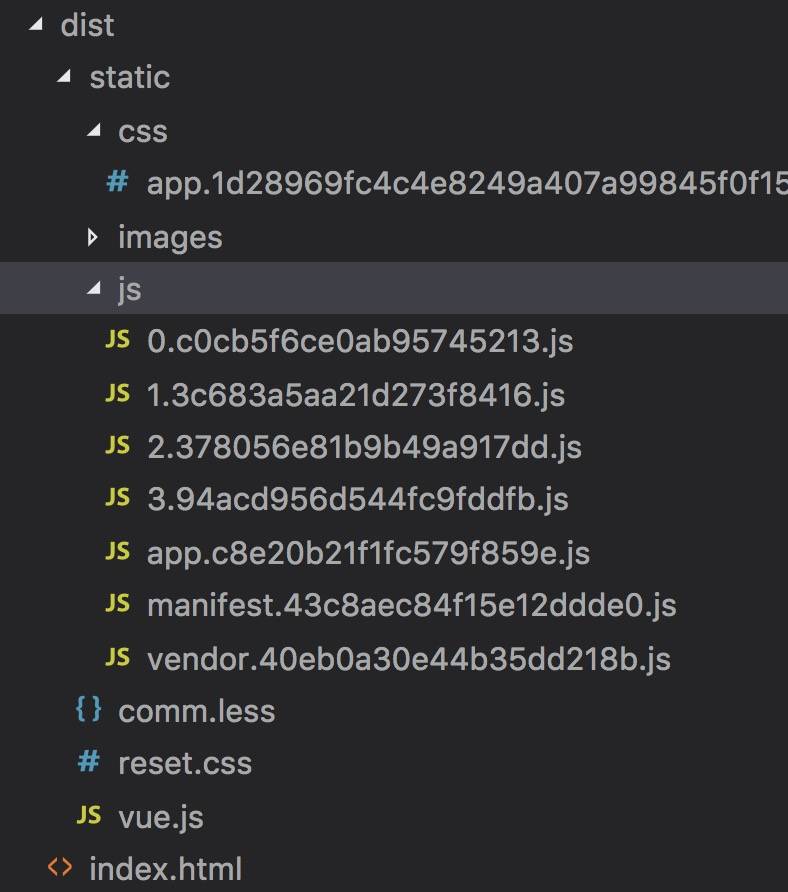 dist
static
css
# app.1d28969fc4c4e8249a407a99845f0f15
images
js
JS 0.c0cb5f6ce0ab95745213.js
JS 1.3c683a5aa21d273f8416.js
JS 2.378056e81b9b49a917dd.js
JS 3.94acd956d544fc9fddfb.js
JS app.c8e20b21f1fc579f859e.js
JS manifest.43c8aec84f15e12ddde0.js
JS vendor.40eb0a30e44b35dd218b.js
{} comm.less
# reset.css
JS vue.js
<> index.html